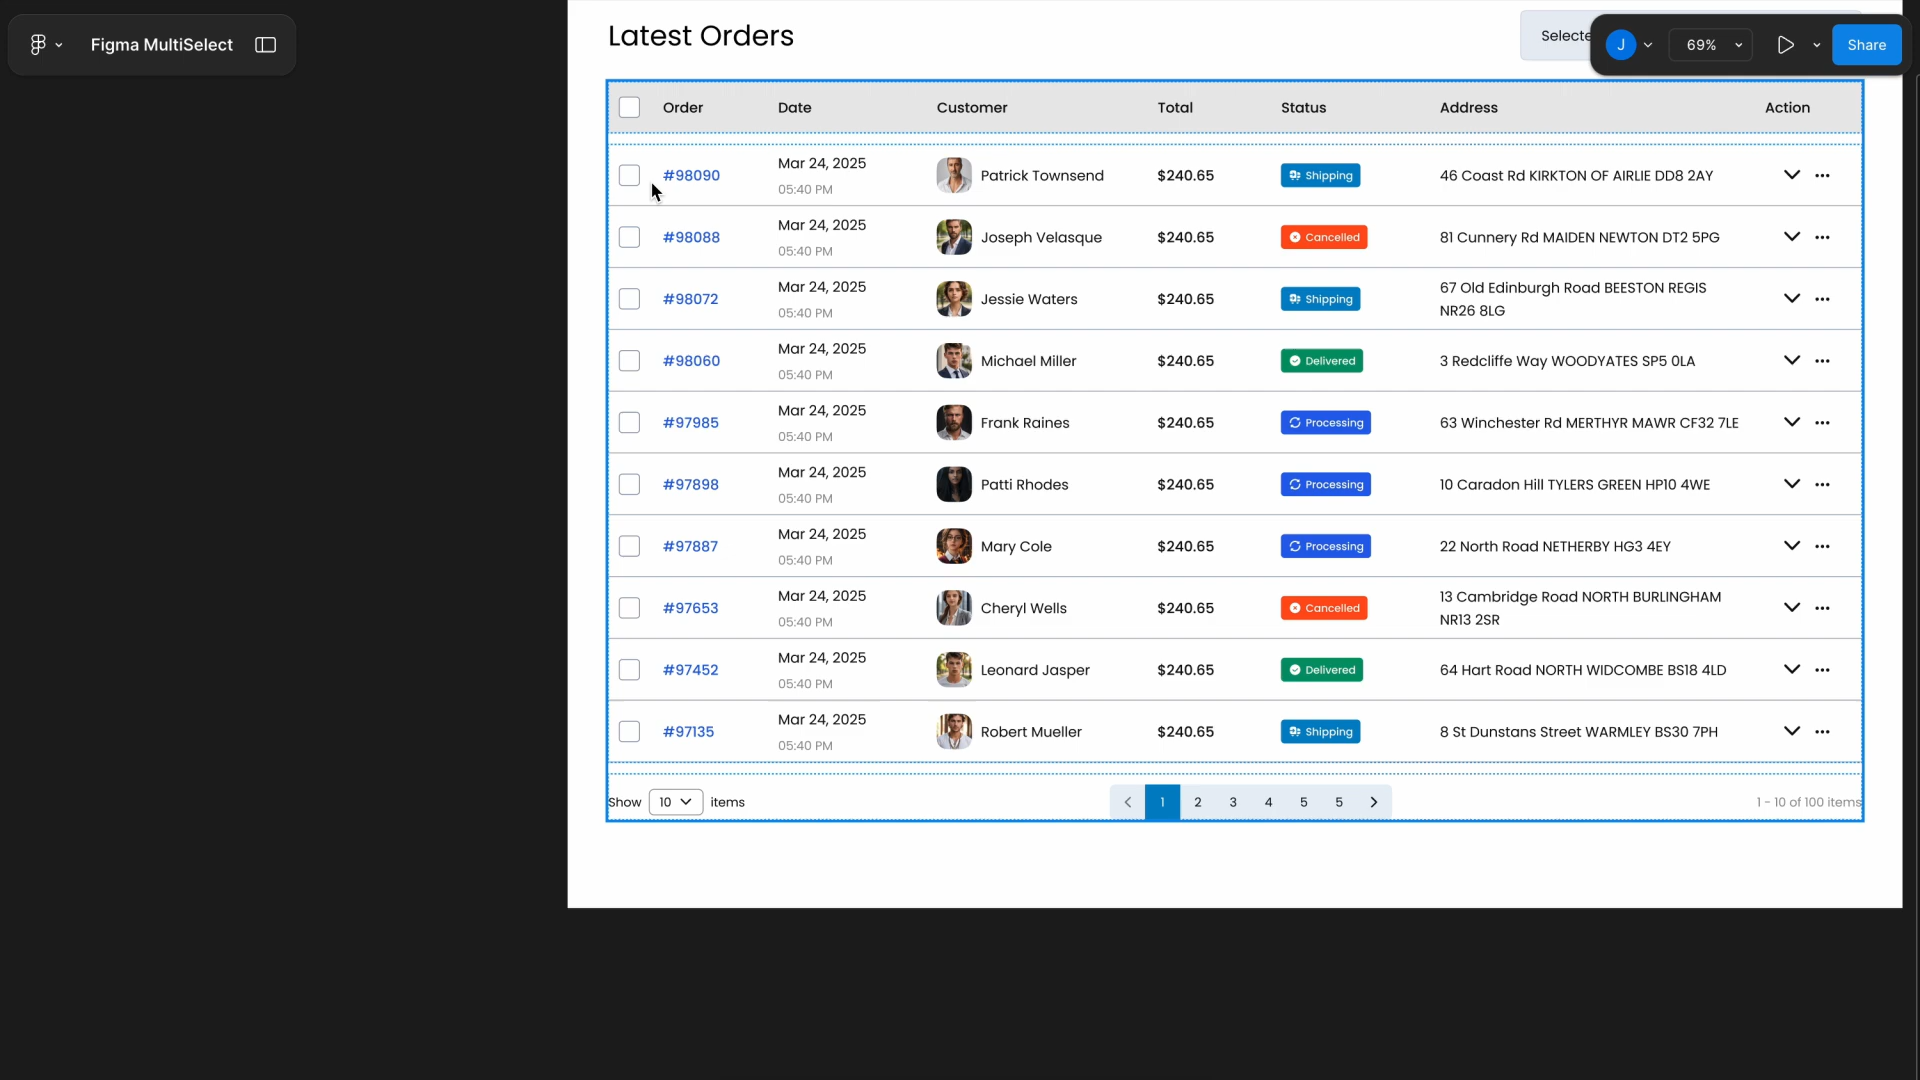 Figma MultiSelect
Latest Orders
J
69%
Share
Order Date Customer Total Status Address Action
#98090 Mar 24, 2025 05:40 PM Patrick Townsend $240.65 Shipping 46 Coast Rd KIRKTON OF AIRLIE DD8 2AY
#98088 Mar 24, 2025 05:40 PM Joseph Velasque $240.65 Cancelled 81 Cunnery Rd MAIDEN NEWTON DT2 5PG
#98072 Mar 24, 2025 05:40 PM Jessie Waters $240.65 Shipping 67 Old Edinburgh Road BEESTON REGIS
NR26 8LG
#98060 Mar 24, 2025 05:40 PM Michael Miller $240.65 Delivered 3 Redcliffe Way WOODYATES SP5 0LA
#97985 Mar 24, 2025 05:40 PM Frank Raines $240.65 Processing 63 Winchester Rd MERTHYR MAWR CF32 7LE
#97898 Mar 24, 2025 05:40 PM Patti Rhodes $240.65 Processing 10 Caradon Hill TYLERS GREEN HP10 4WE
#97887 Mar 24, 2025 05:40 PM Mary Cole $240.65 Processing 22 North Road NETHERBY HG3 4EY
#97653 Mar 24, 2025 05:40 PM Cheryl Wells $240.65 Cancelled 13 Cambridge Road NORTH BURLINGHAM
NR13 2SR
#97452 Mar 24, 2025 05:40 PM Leonard Jasper $240.65 Delivered 64 Hart Road NORTH WIDCOMBE BS18 4LD
#97135 Mar 24, 2025 05:40 PM Robert Mueller $240.65 Shipping 8 St Dunstans Street WARMLEY BS30 7PH
Show 10 items 1 2 3 4 5 5 1 - 10 of 100 items